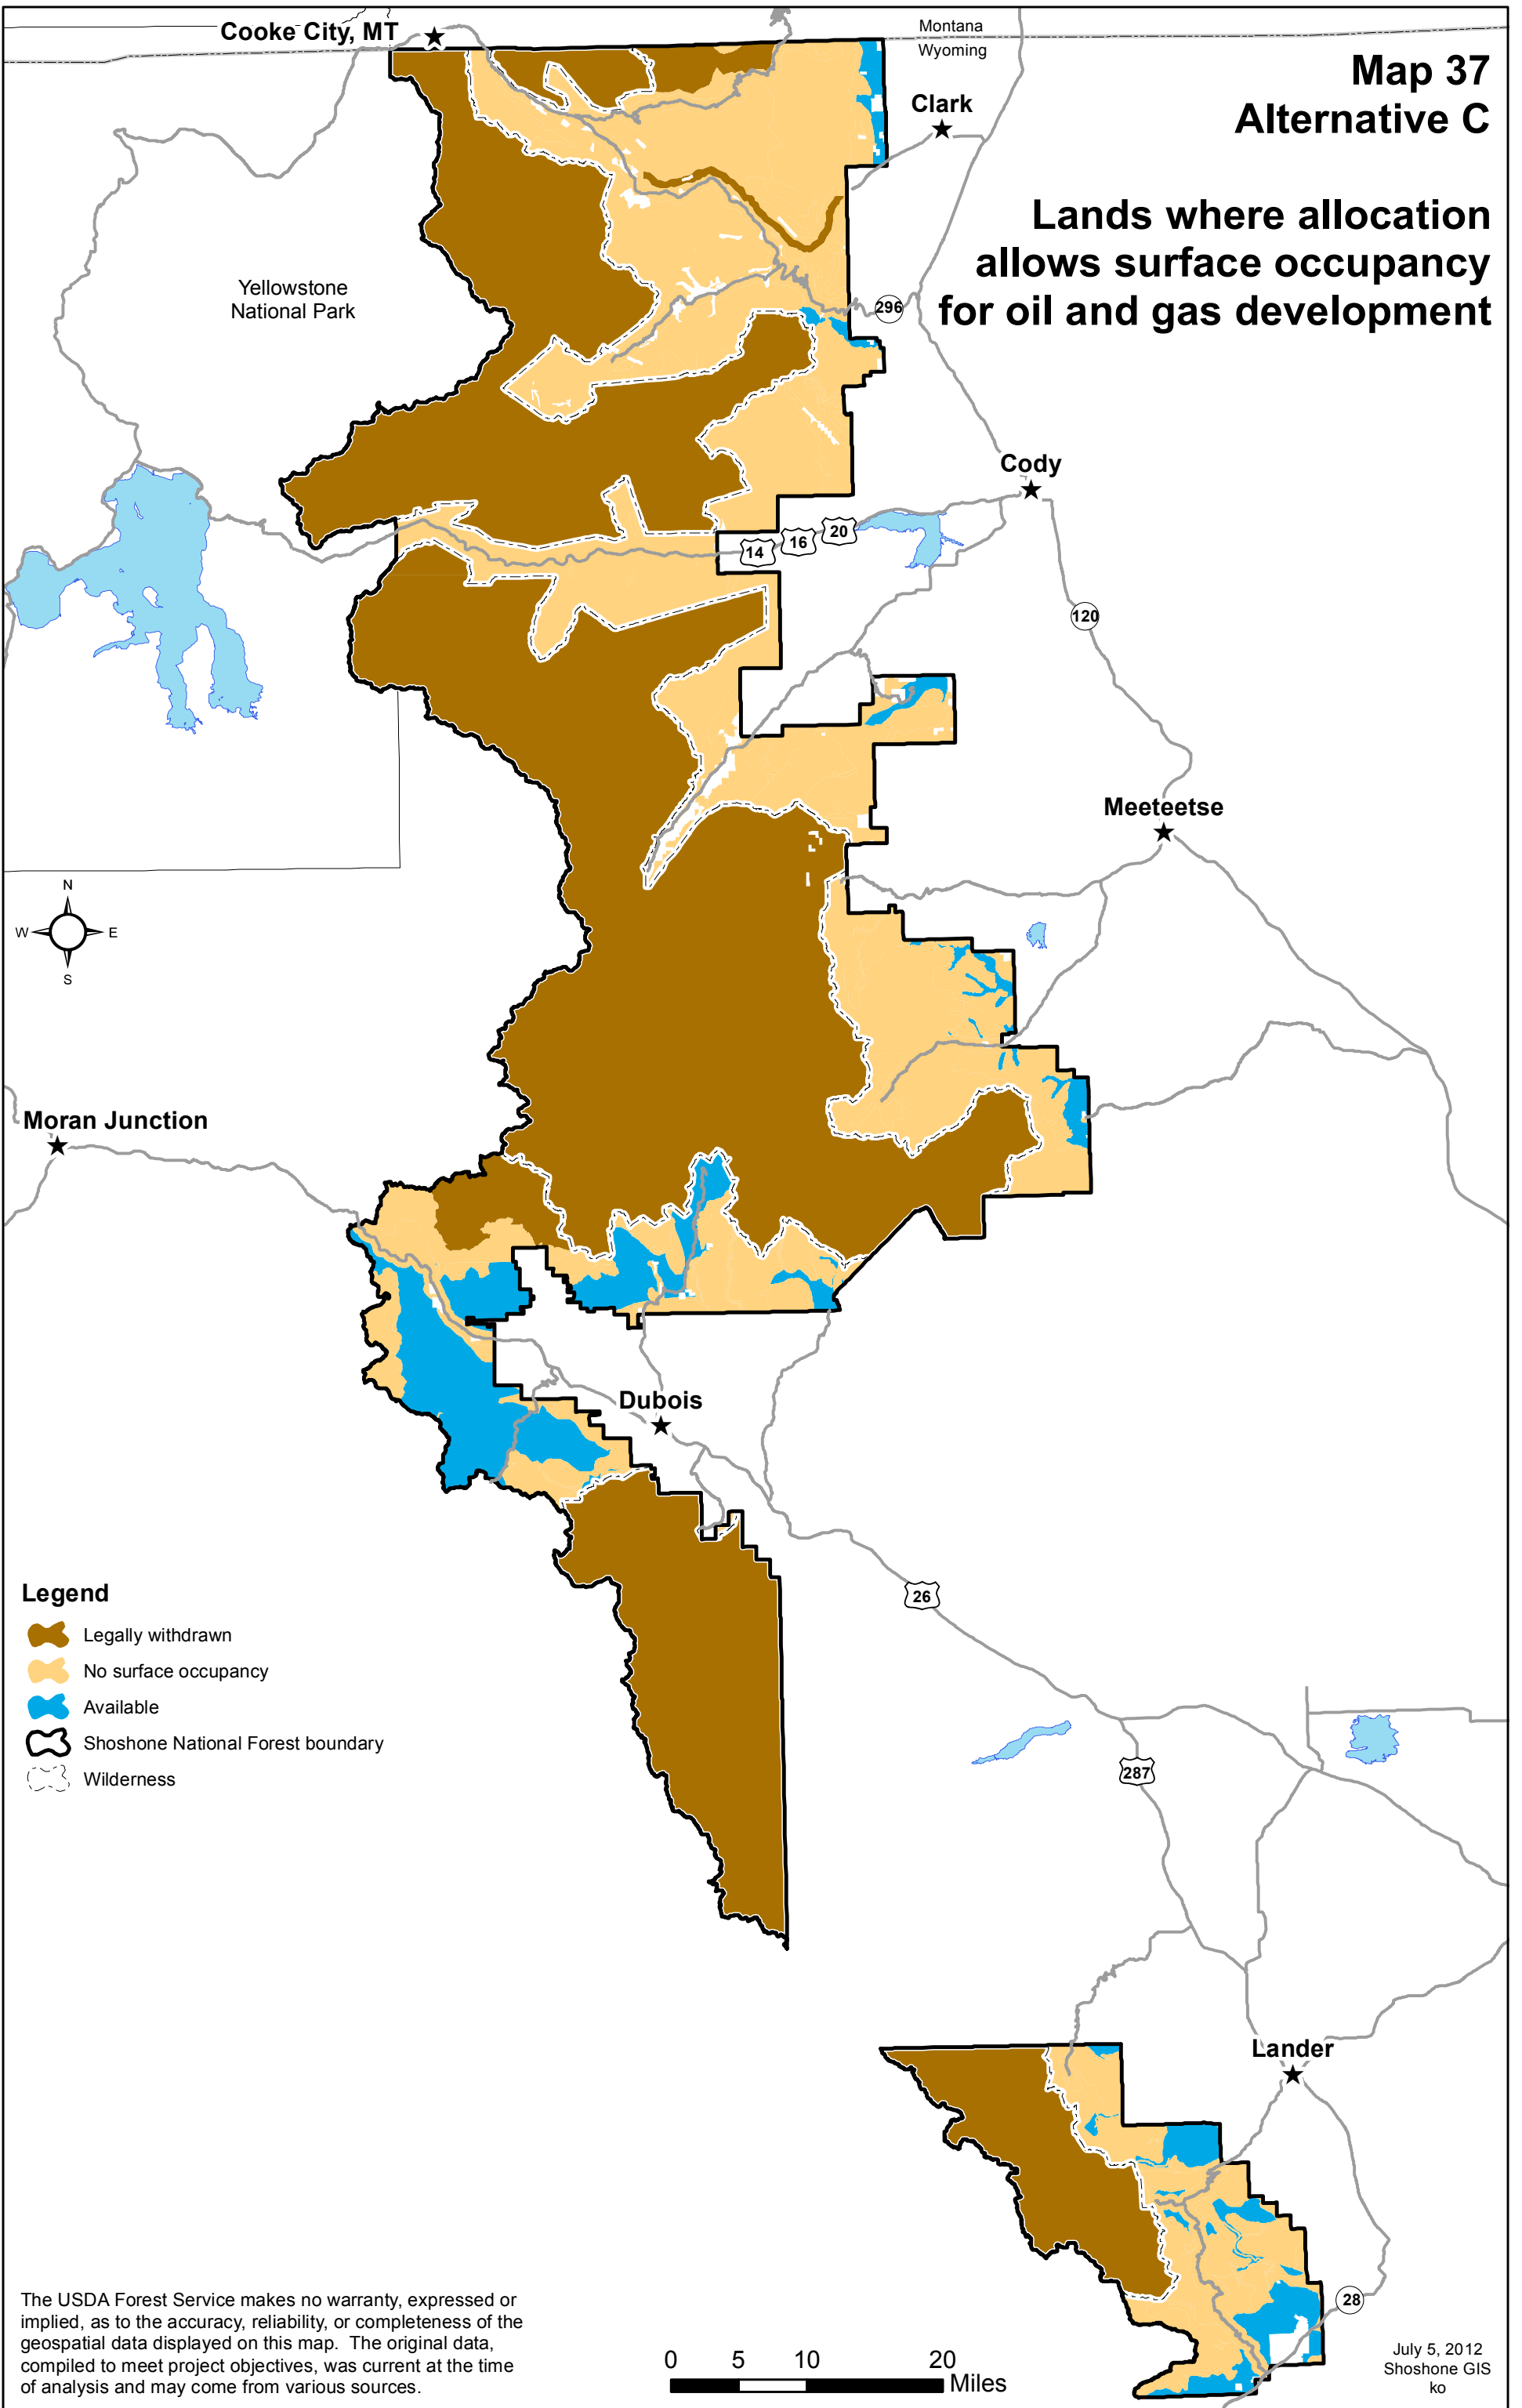 Cooke City, MT
Montana
Wyoming
Map 37
Alternative C
Clark
Lands where allocation
allows surface occupancy
for oil and gas development
Yellowstone
National Park
296
Cody
14
16
20
120
Meeteetse
N
W
E
S
Moran Junction
Dubois
26
Legend
Legally withdrawn
No surface occupancy
Available
Shoshone National Forest boundary
Wilderness
287
Lander
28
The USDA Forest Service makes no warranty, expressed or
implied, as to the accuracy, reliability, or completeness of the
geospatial data displayed on this map. The original data,
compiled to meet project objectives, was current at the time
of analysis and may come from various sources.
0 5 10 20
Miles
July 5, 2012
Shoshone GIS
ko